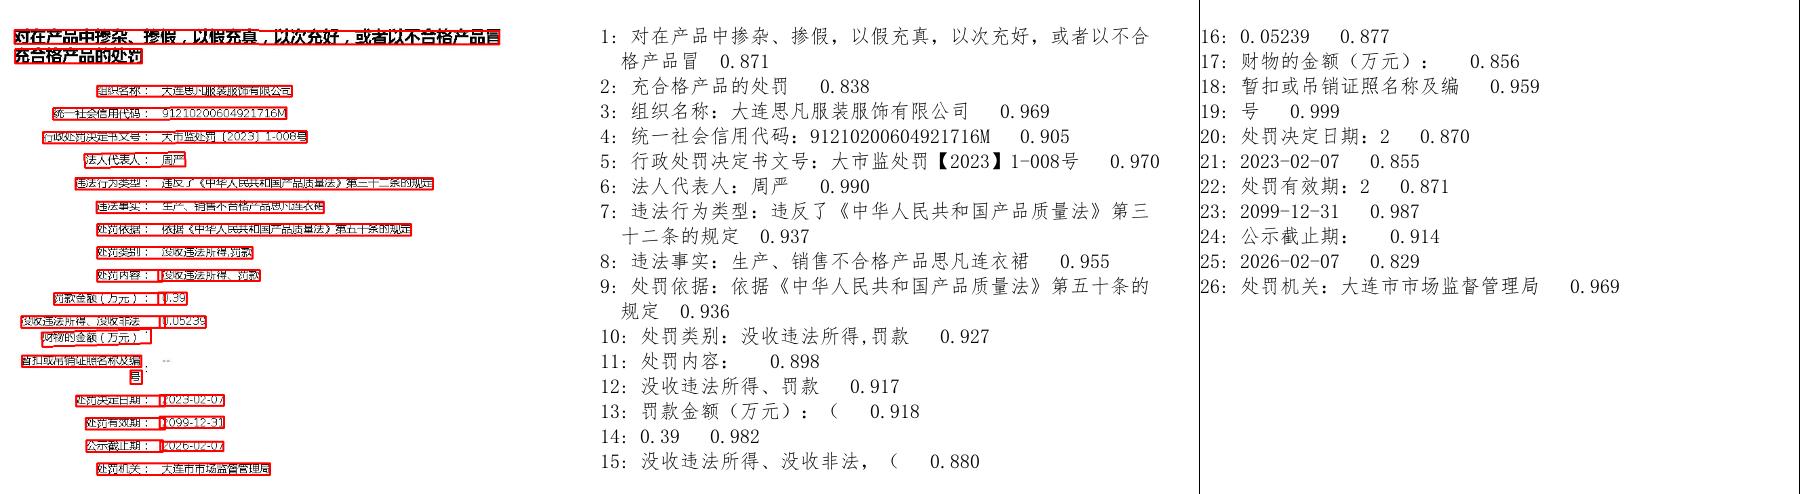 对在产品中掺杂、掺假，以假充真，以次充好，或者以不合格产品冒
充合格产品的处罚
组织名称： 大连思凡服装服饰有限公司
统一社会信用代码： 91210200604921716M
行政处罚决定书文号： 大市监处罚〔2023〕1-008号
法人代表人： 周严
违法行为类型： 违反了《中华人民共和国产品质量法》第三十二条的规定
违法事实： 生产、销售不合格产品思凡连衣裙
处罚依据： 依据《中华人民共和国产品质量法》第五十条的规定
处罚类别： 没收违法所得,罚款
处罚内容： 没收违法所得、罚款
罚款金额（万元）： 0.39
没收违法所得、没收非法 0.05239
财物的金额（万元）：
暂扣或吊销证照名称及编 --
号：
处罚决定日期： 2023-02-07
处罚有效期： 2099-12-31
公示截止期： 2026-02-07
处罚机关： 大连市市场监督管理局
1: 对在产品中掺杂、掺假，以假充真，以次充好，或者以不合
格产品冒 0.871
2: 充合格产品的处罚 0.838
3: 组织名称：大连思凡服装服饰有限公司 0.969
4: 统一社会信用代码：91210200604921716M 0.905
5: 行政处罚决定书文号：大市监处罚【2023】1-008号 0.970
6: 法人代表人：周严 0.990
7: 违法行为类型：违反了《中华人民共和国产品质量法》第三
十二条的规定 0.937
8: 违法事实：生产、销售不合格产品思凡连衣裙 0.955
9: 处罚依据：依据《中华人民共和国产品质量法》第五十条的
规定 0.936
10: 处罚类别：没收违法所得,罚款 0.927
11: 处罚内容： 0.898
12: 没收违法所得、罚款 0.917
13: 罚款金额（万元）：（ 0.918
14: 0.39 0.982
15: 没收违法所得、没收非法，（ 0.880
16: 0.05239 0.877
17: 财物的金额（万元）： 0.856
18: 暂扣或吊销证照名称及编 0.959
19: 号 0.999
20: 处罚决定日期：2 0.870
21: 2023-02-07 0.855
22: 处罚有效期：2 0.871
23: 2099-12-31 0.987
24: 公示截止期： 0.914
25: 2026-02-07 0.829
26: 处罚机关：大连市市场监督管理局 0.969